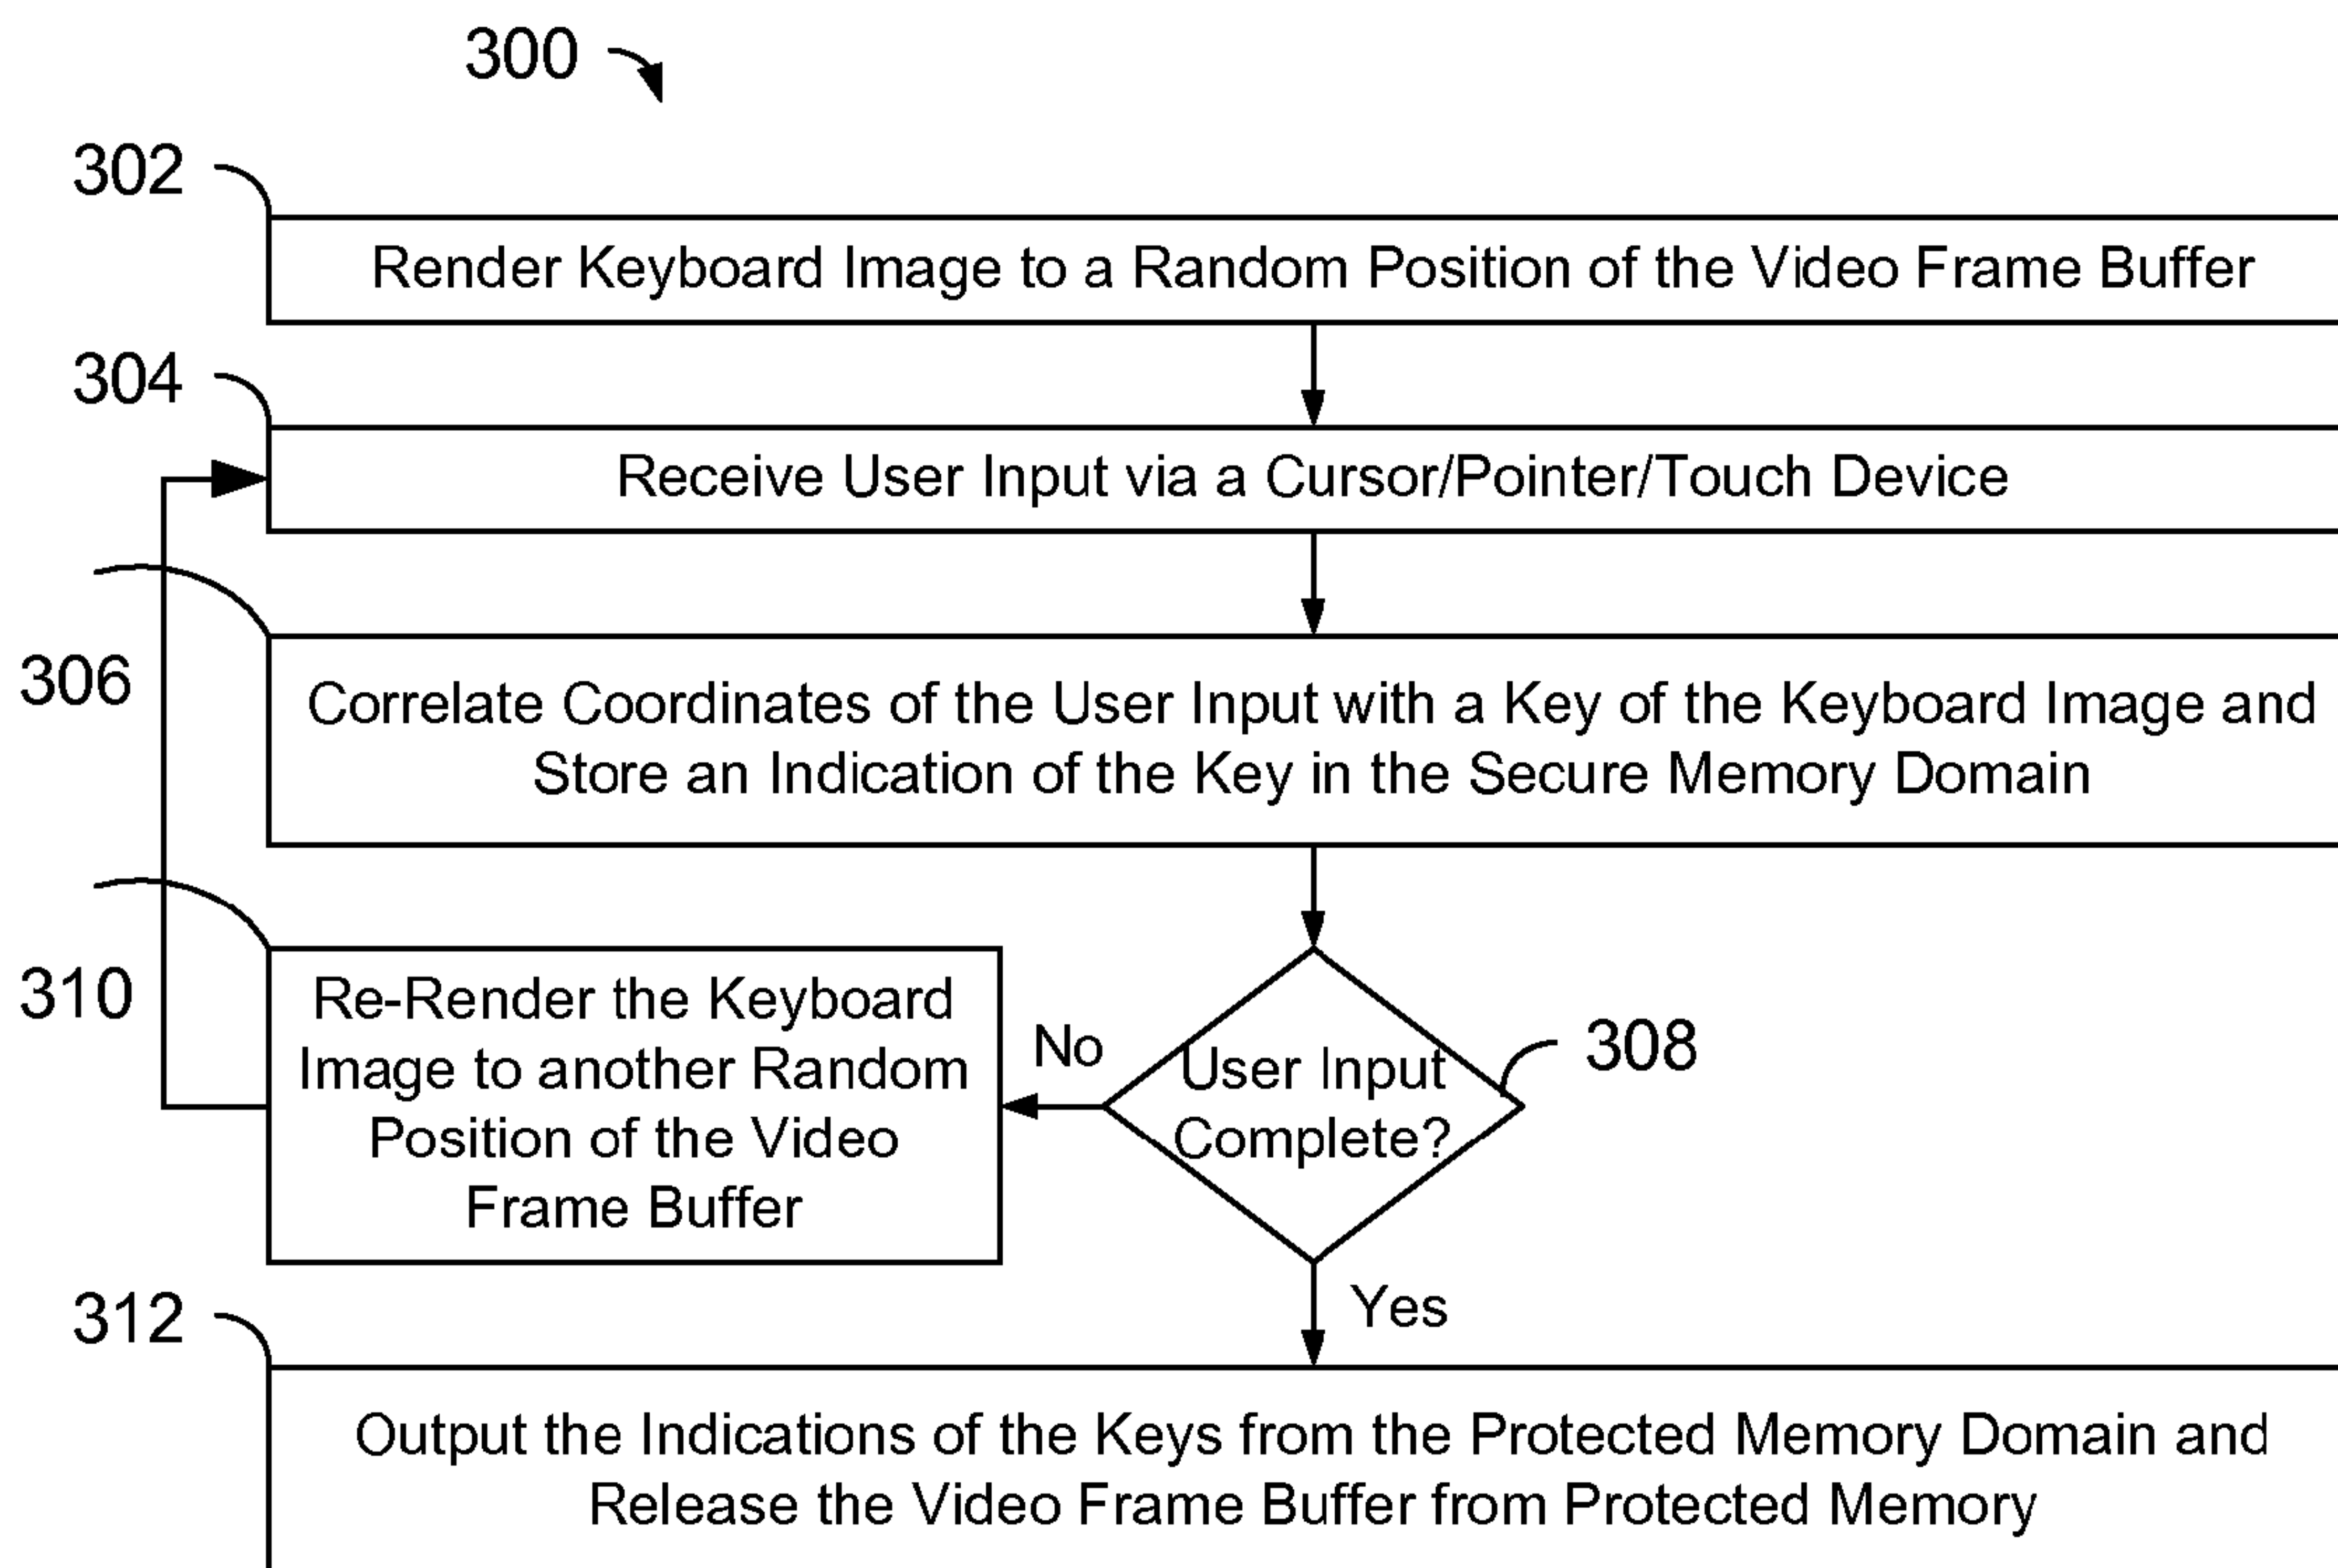 300
302
Render Keyboard Image to a Random Position of the Video Frame Buffer
304
Receive User Input via a Cursor/Pointer/Touch Device
306
Correlate Coordinates of the User Input with a Key of the Keyboard Image and
Store an Indication of the Key in the Secure Memory Domain
310
Re-Render the Keyboard
Image to another Random
Position of the Video
Frame Buffer
No
User Input
Complete?
308
Yes
312
Output the Indications of the Keys from the Protected Memory Domain and
Release the Video Frame Buffer from Protected Memory